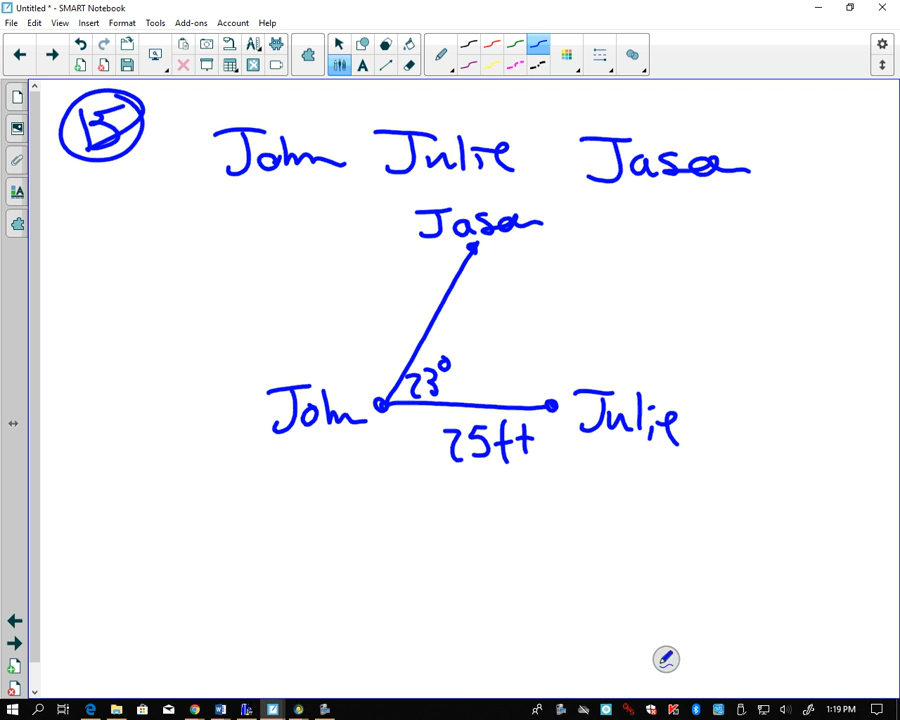 Untitled * - SMART Notebook
File Edit View Insert Format Tools Add-ons Account Help
15
John Julie Jason
Jason
23°
John Julie
25ft
1:19 PM